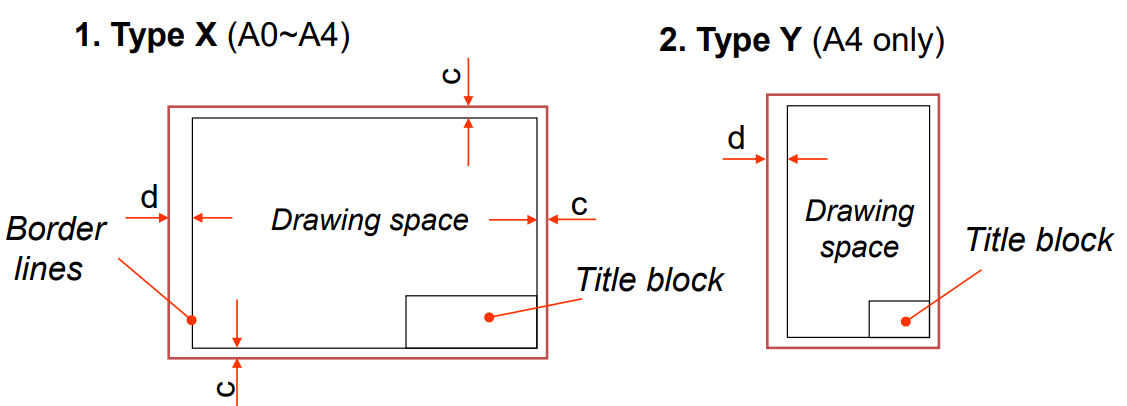 1. Type X (A0~A4)
2. Type Y (A4 only)
c
d
d
c
Border
lines
Drawing space
Title block
Drawing
space
Title block
c